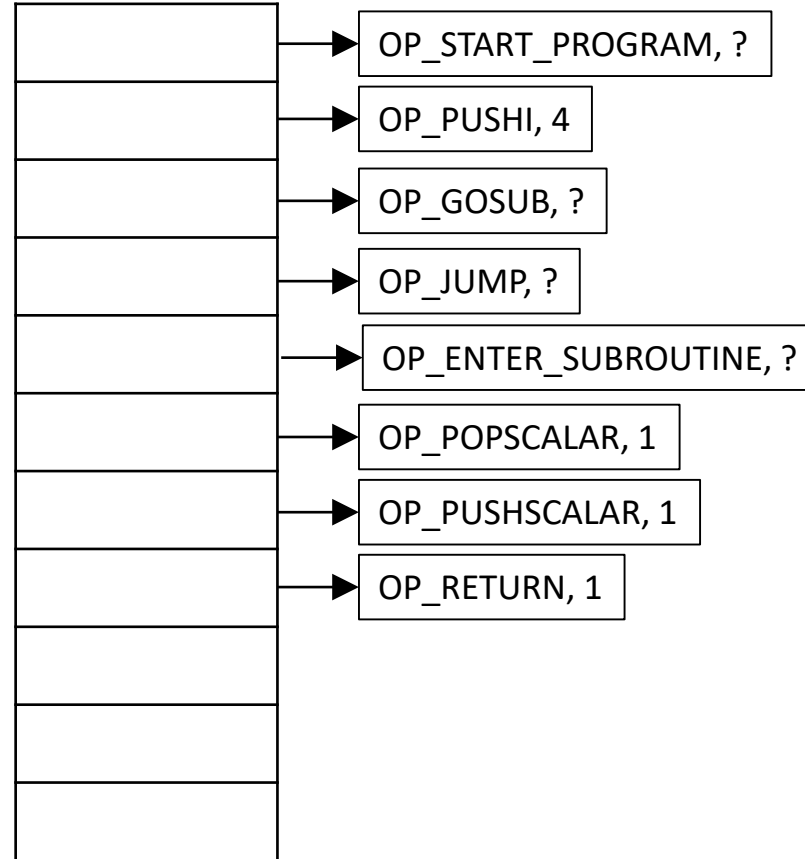 OP_START_PROGRAM, ?
OP_PUSHI, 4
OP_GOSUB, ?
OP_JUMP, ?
OP_ENTER_SUBROUTINE, ?
OP_POPSCALAR, 1
OP_PUSHSCALAR, 1
OP_RETURN, 1